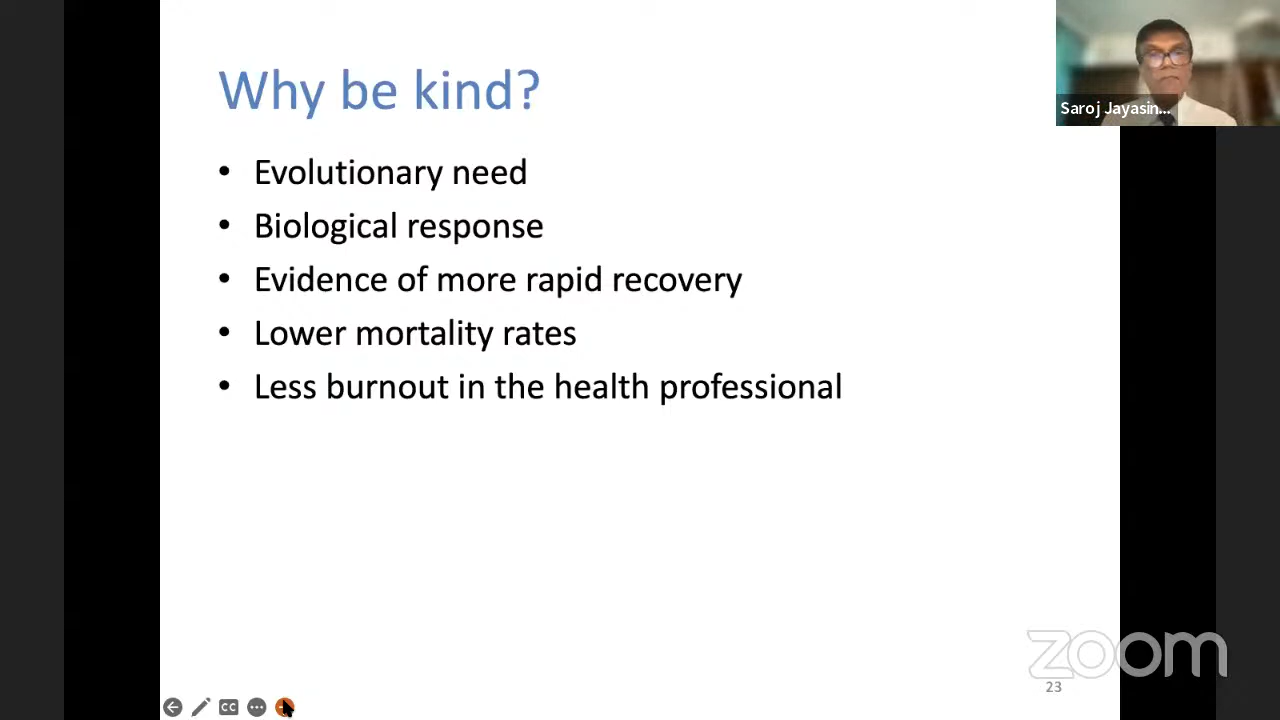 Why be kind?
Saroj Jayasin...
• Evolutionary need
• Biological response
• Evidence of more rapid recovery
• Lower mortality rates
• Less burnout in the health professional
zoom
23
CC